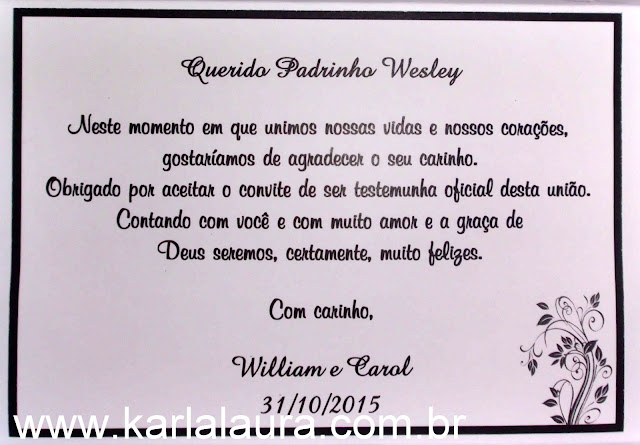 Querido Padrinho Wesley
Neste momento em que unimos nossas vidas e nossos corações,
gostaríamos de agradecer o seu carinho.
Obrigado por aceitar o convite de ser testemunha oficial desta união.
Contando com você e com muito amor e a graça de
Deus seremos, certamente, muito felizes.
Com carinho,
William e Carol
31/10/2015
www.karlalaura.com.br